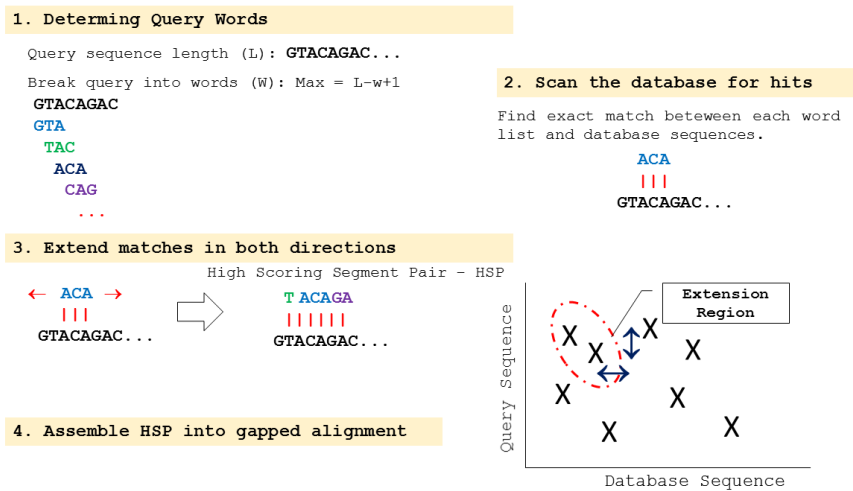 1. Determing Query Words
Query sequence length (L): GTACAGAC...
Break query into words (W): Max = L-w+1
GTACAGAC
GTA
TAC
ACA
CAG
...
2. Scan the database for hits
Find exact match beteween each word
list and database sequences.
ACA
GTACAGAC...
3. Extend matches in both directions
High Scoring Segment Pair - HSP
← ACA →
GTACAGAC...
T ACAGA
GTACAGAC...
Extension
Region
X
X
X
X
X
X
X
X
Query Sequence
Database Sequence
4. Assemble HSP into gapped alignment